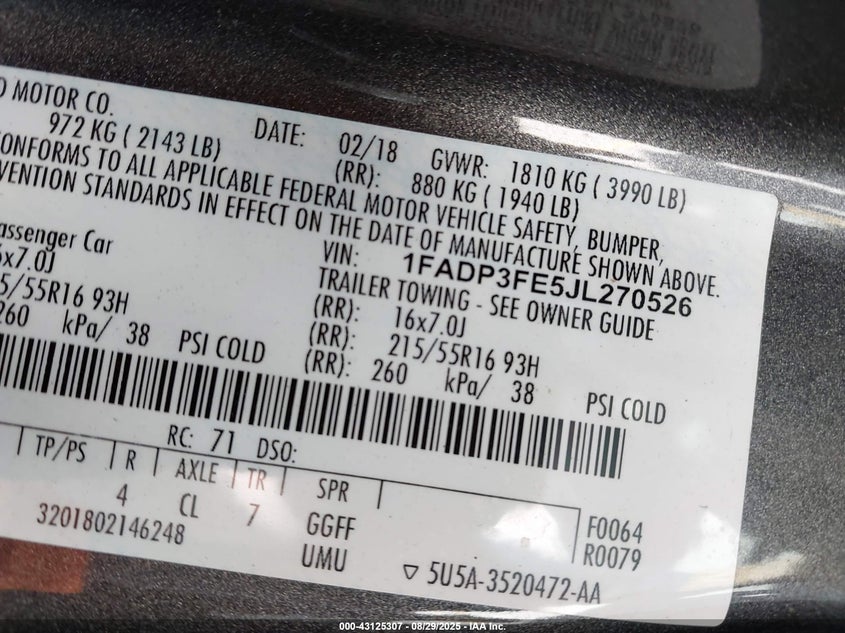 MOTOR CO.
DATE: 02/18 GVWR: 1810 KG ( 3990 LB)
972 KG ( 2143 LB) (RR): 880 KG ( 1940 LB)
CONFORMS TO ALL APPLICABLE FEDERAL MOTOR VEHICLE SAFETY, BUMPER,
VENTION STANDARDS IN EFFECT ON THE DATE OF MANUFACTURE SHOWN ABOVE.
VIN: 1FADP3FE5JL270526
assenger Car TRAILER TOWING - SEE OWNER GUIDE
6x7.0J (RR): 16x7.0J
5/55R16 93H (RR): 215/55R16 93H
260 kPa/ 38 PSI COLD (RR): 260 kPa/ 38 PSI COLD
RC: 71 DSO:
TP/PS R AXLE TR SPR
4 CL 7 GGFF F0064
3201802146248 UMU R0079
▽ 5U5A-3520472-AA
000-43125307 - 08/29/2025 - IAA Inc.